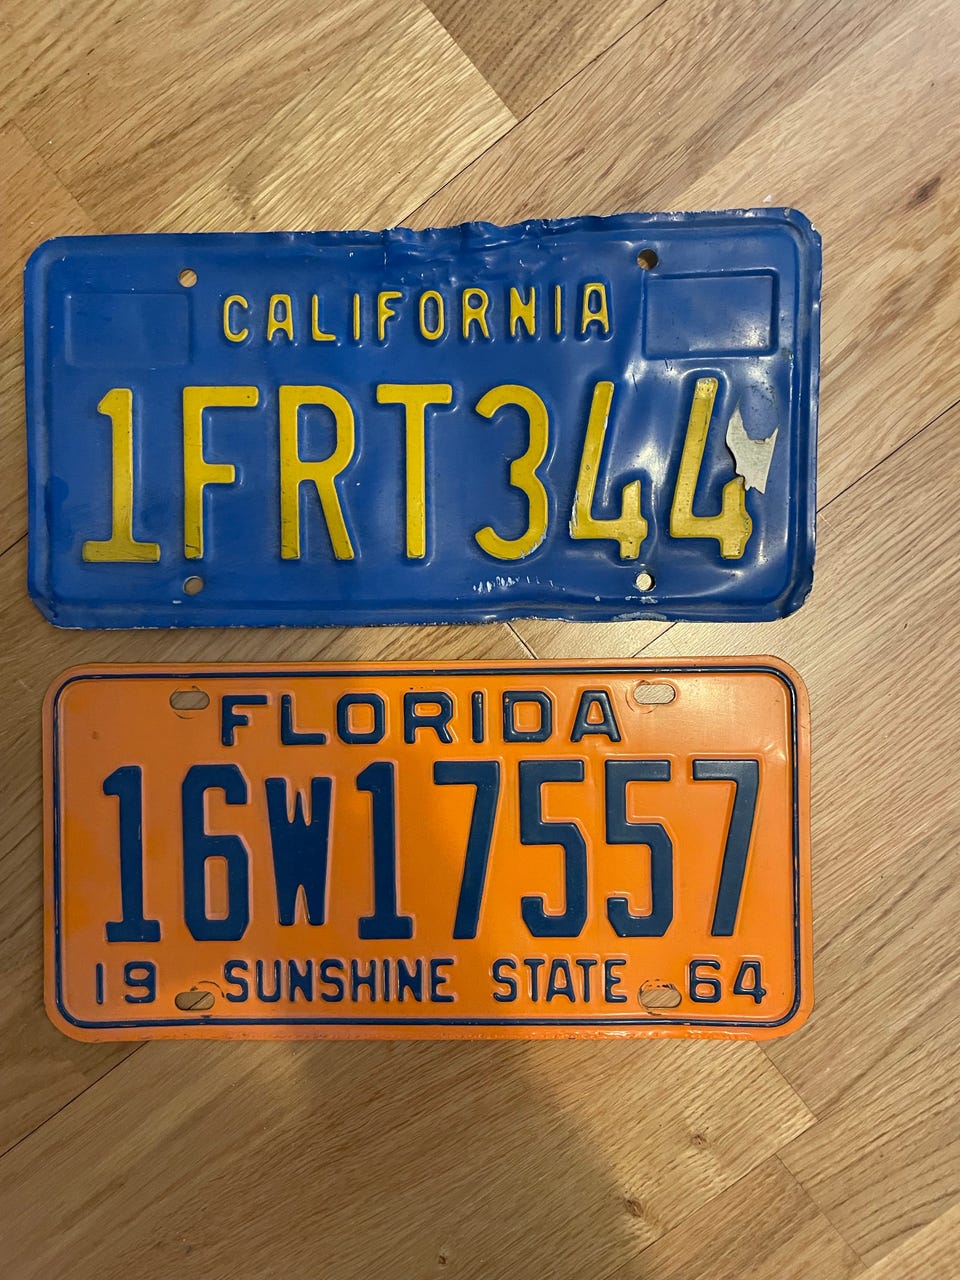 CALIFORNIA
1FRT344
FLORIDA
16W17557
19 SUNSHINE STATE 64